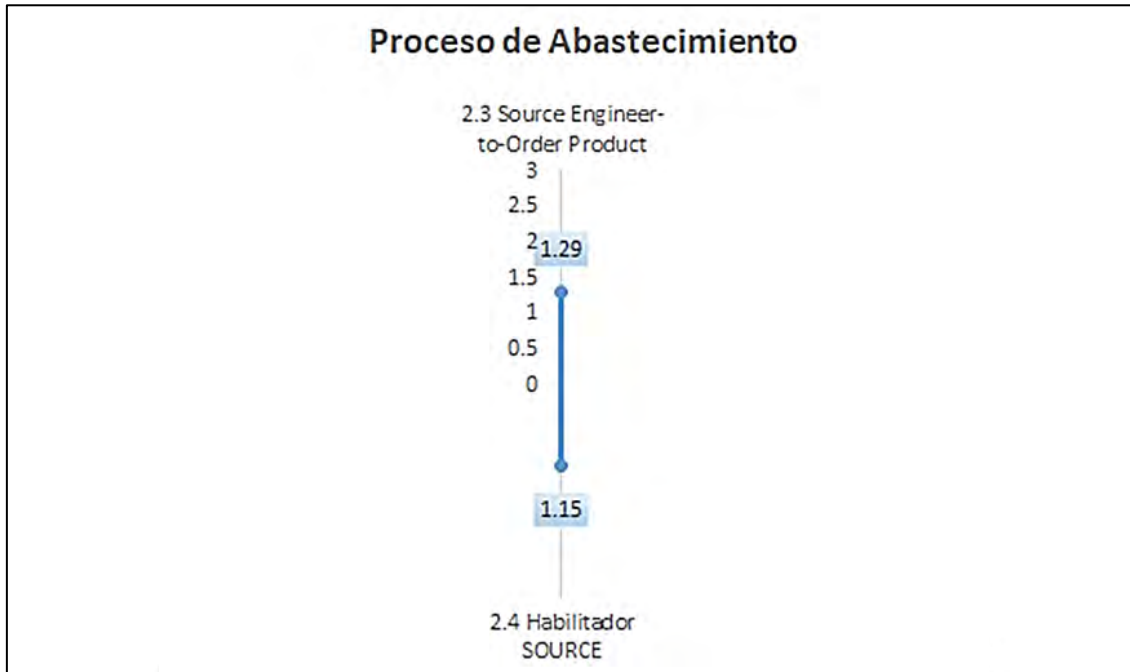 Proceso de Abastecimiento
2.3 Source Engineer-
to-Order Product
3
2.5
2
1.29
1.5
1
0.5
0
1.15
2.4 Habilitador
SOURCE